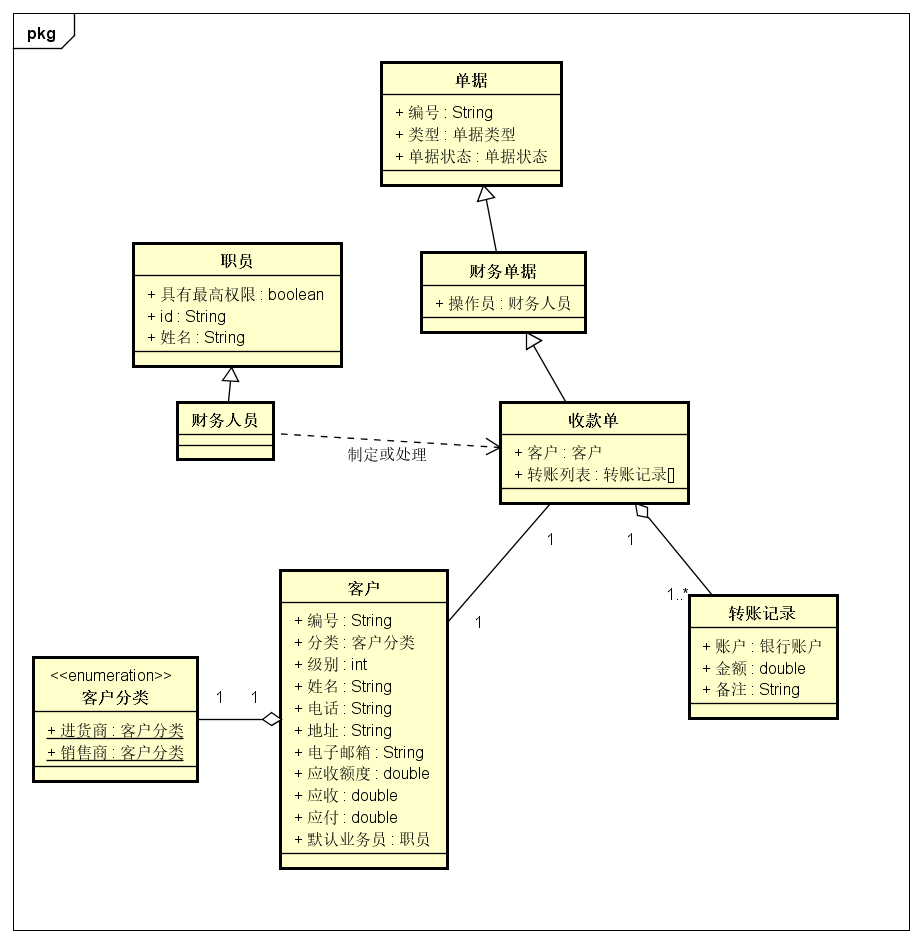 pkg
单据
+ 编号 : String
+ 类型 : 单据类型
+ 单据状态 : 单据状态
职员
+ 具有最高权限 : boolean
+ id : String
+ 姓名 : String
财务单据
+ 操作员 : 财务人员
财务人员
制定或处理
收款单
+ 客户 : 客户
+ 转账列表 : 转账记录[]
1
1
1
1..*
客户
+ 编号 : String
+ 分类 : 客户分类
+ 级别 : int
+ 姓名 : String
+ 电话 : String
+ 地址 : String
+ 电子邮箱 : String
+ 应收额度 : double
+ 应收 : double
+ 应付 : double
+ 默认业务员 : 职员
转账记录
+ 账户 : 银行账户
+ 金额 : double
+ 备注 : String
<<enumeration>>
客户分类
+ 进货商 : 客户分类
+ 销售商 : 客户分类
1
1